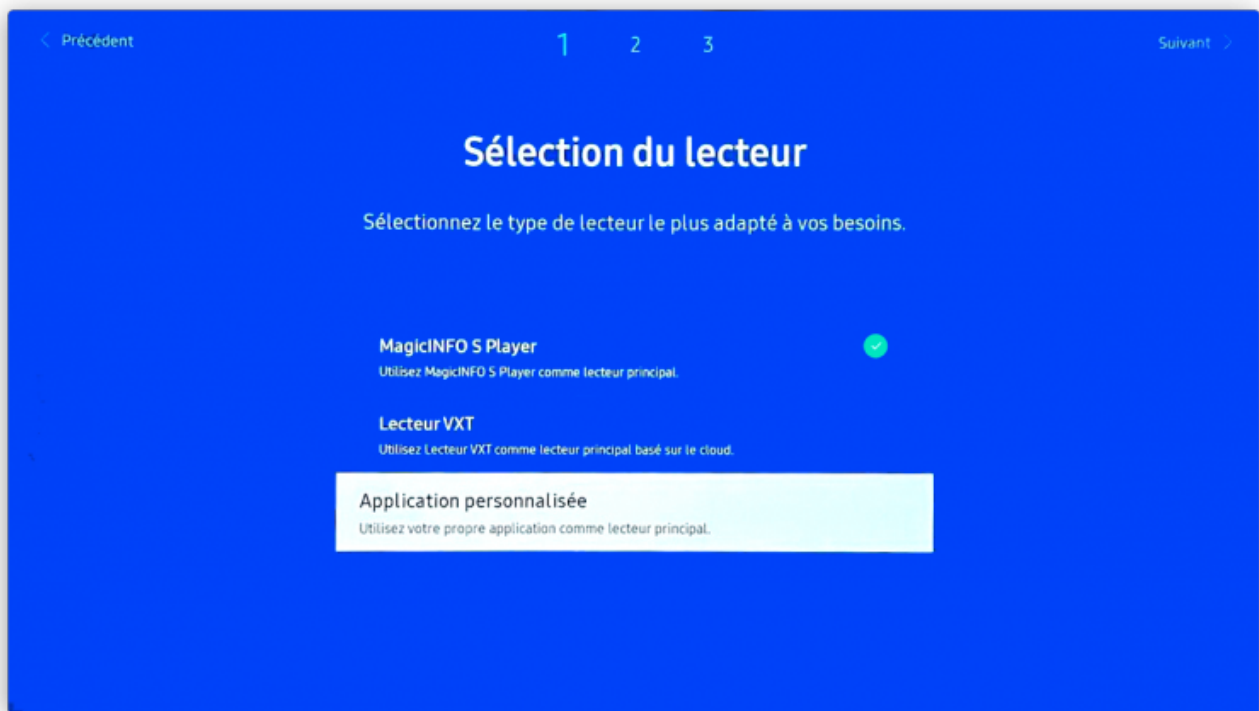 Précédent
1 2 3
Suivant
Sélection du lecteur
Sélectionnez le type de lecteur le plus adapté à vos besoins.
MagicINFO S Player
Utilisez MagicINFO S Player comme lecteur principal.
Lecteur VXT
Utilisez Lecteur VXT comme lecteur principal basé sur le cloud.
Application personnalisée
Utilisez votre propre application comme lecteur principal.